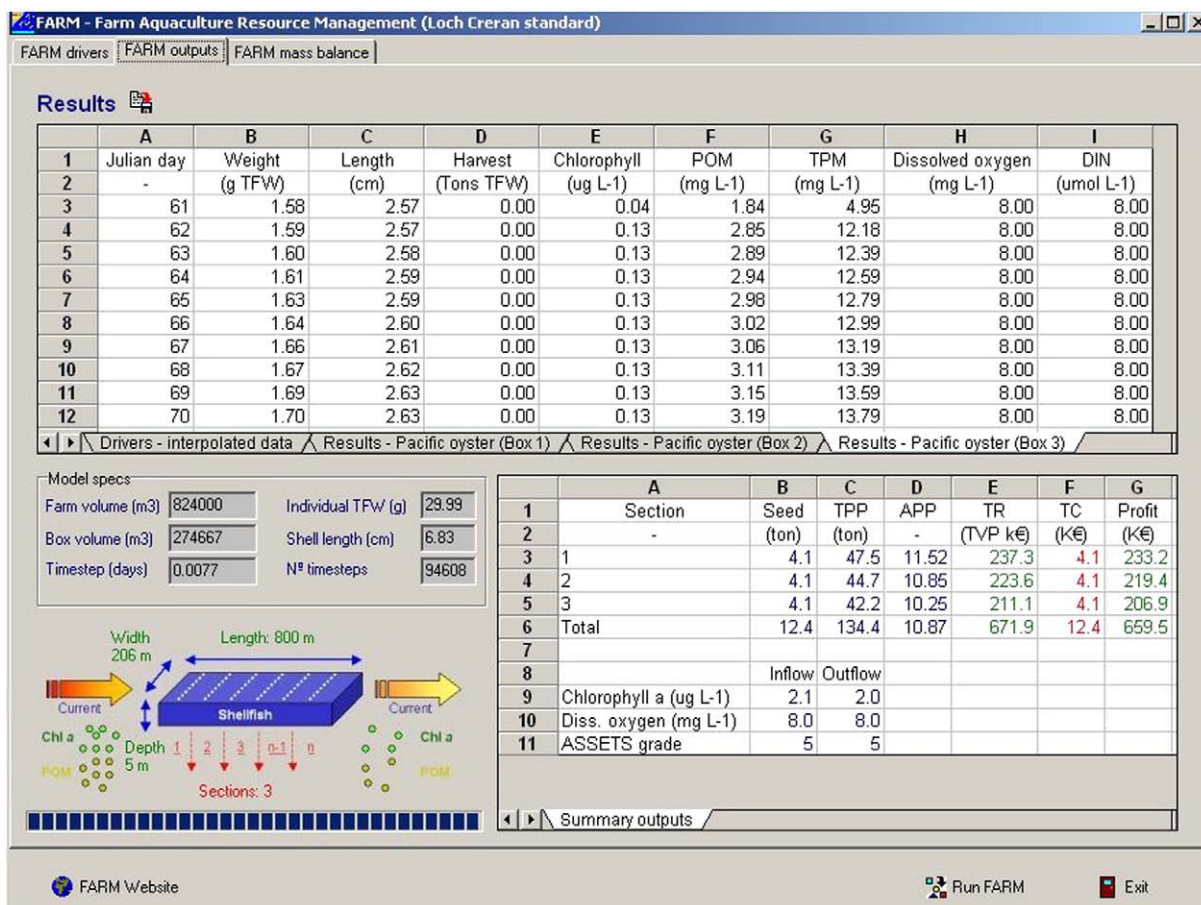 FARM - Farm Aquaculture Resource Management (Loch Creran standard)
FARM drivers FARM outputs FARM mass balance
Results
A B C D E F G H I
1 Julian day Weight Length Harvest Chlorophyll POM TPM Dissolved oxygen DIN
2 - (g TFW) (cm) (Tons TFW) (ug L-1) (mg L-1) (mg L-1) (mg L-1) (umol L-1)
3 61 1.58 2.57 0.00 0.04 1.84 4.95 8.00 8.00
4 62 1.59 2.57 0.00 0.13 2.85 12.18 8.00 8.00
5 63 1.60 2.58 0.00 0.13 2.89 12.39 8.00 8.00
6 64 1.61 2.59 0.00 0.13 2.94 12.59 8.00 8.00
7 65 1.63 2.59 0.00 0.13 2.98 12.79 8.00 8.00
8 66 1.64 2.60 0.00 0.13 3.02 12.99 8.00 8.00
9 67 1.66 2.61 0.00 0.13 3.06 13.19 8.00 8.00
10 68 1.67 2.62 0.00 0.13 3.11 13.39 8.00 8.00
11 69 1.69 2.63 0.00 0.13 3.15 13.59 8.00 8.00
12 70 1.70 2.63 0.00 0.13 3.19 13.79 8.00 8.00
Drivers - interpolated data Results - Pacific oyster (Box 1) Results - Pacific oyster (Box 2) Results - Pacific oyster (Box 3)
Model specs
Farm volume (m3) 824000 Individual TFW (g) 29.99
Box volume (m3) 274667 Shell length (cm) 6.83
Timestep (days) 0.0077 Nº timesteps 94608
Width
206 m
Length: 800 m
Current
Shellfish
Current
Chl a
Depth
5 m
1 2 3 n-1 n
Chl a
POM
POM
Sections: 3
A B C D E F G
1 Section Seed TPP APP TR TC Profit
2 - (ton) (ton) - (TVP k€) (K€) (K€)
3 1 4.1 47.5 11.52 237.3 4.1 233.2
4 2 4.1 44.7 10.85 223.6 4.1 219.4
5 3 4.1 42.2 10.25 211.1 4.1 206.9
6 Total 12.4 134.4 10.87 671.9 12.4 659.5
7
8 Inflow Outflow
9 Chlorophyll a (ug L-1) 2.1 2.0
10 Diss. oxygen (mg L-1) 8.0 8.0
11 ASSETS grade 5 5
Summary outputs
FARM Website
Run FARM
Exit